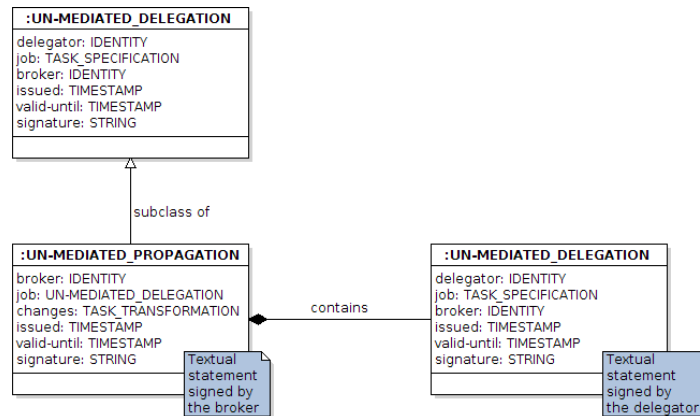 :UN-MEDIATED_DELEGATION
delegator: IDENTITY
job: TASK_SPECIFICATION
broker: IDENTITY
issued: TIMESTAMP
valid-until: TIMESTAMP
signature: STRING
subclass of
:UN-MEDIATED_PROPAGATION
broker: IDENTITY
job: UN-MEDIATED_DELEGATION
changes: TASK_TRANSFORMATION
issued: TIMESTAMP
valid-until: TIMESTAMP
signature: STRING
Textual
statement
signed by
the broker
contains
:UN-MEDIATED_DELEGATION
delegator: IDENTITY
job: TASK_SPECIFICATION
broker: IDENTITY
issued: TIMESTAMP
valid-until: TIMESTAMP
signature: STRING
Textual
statement
signed by
the delegator